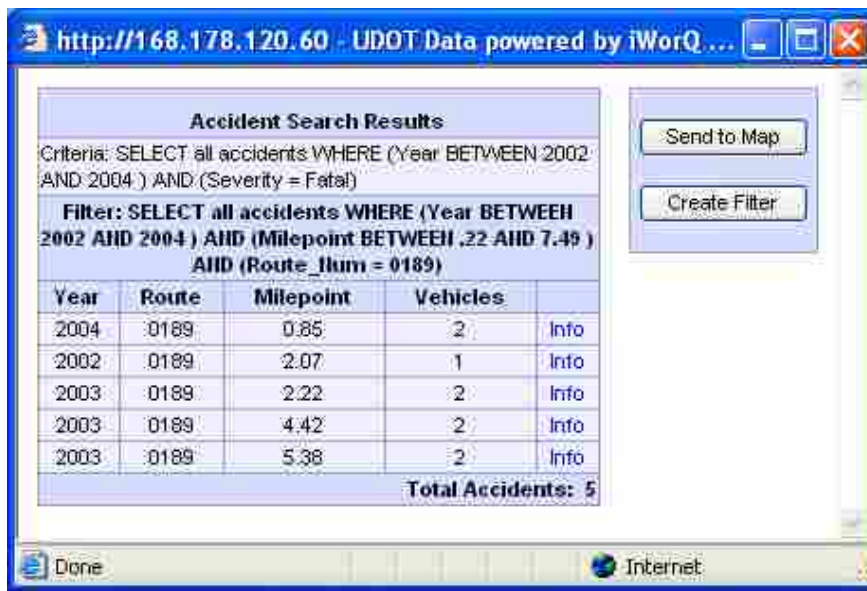 http://168.178.120.60 - UDOT Data powered by iWorQ ...
Accident Search Results
Criteria: SELECT all accidents WHERE (Year BETWEEN 2002
AND 2004 ) AND (Severity = Fatal)
Filter: SELECT all accidents WHERE (Year BETWEEN
2002 AND 2004 ) AND (Milepoint BETWEEN .22 AND 7.49 )
AND (Route_Num = 0189)
Year Route Milepoint Vehicles
2004 0189 0.85 2 Info
2002 0189 2.07 1 Info
2003 0189 2.22 2 Info
2003 0189 4.42 2 Info
2003 0189 5.38 2 Info
Total Accidents: 5
Send to Map
Create Filter
Done Internet